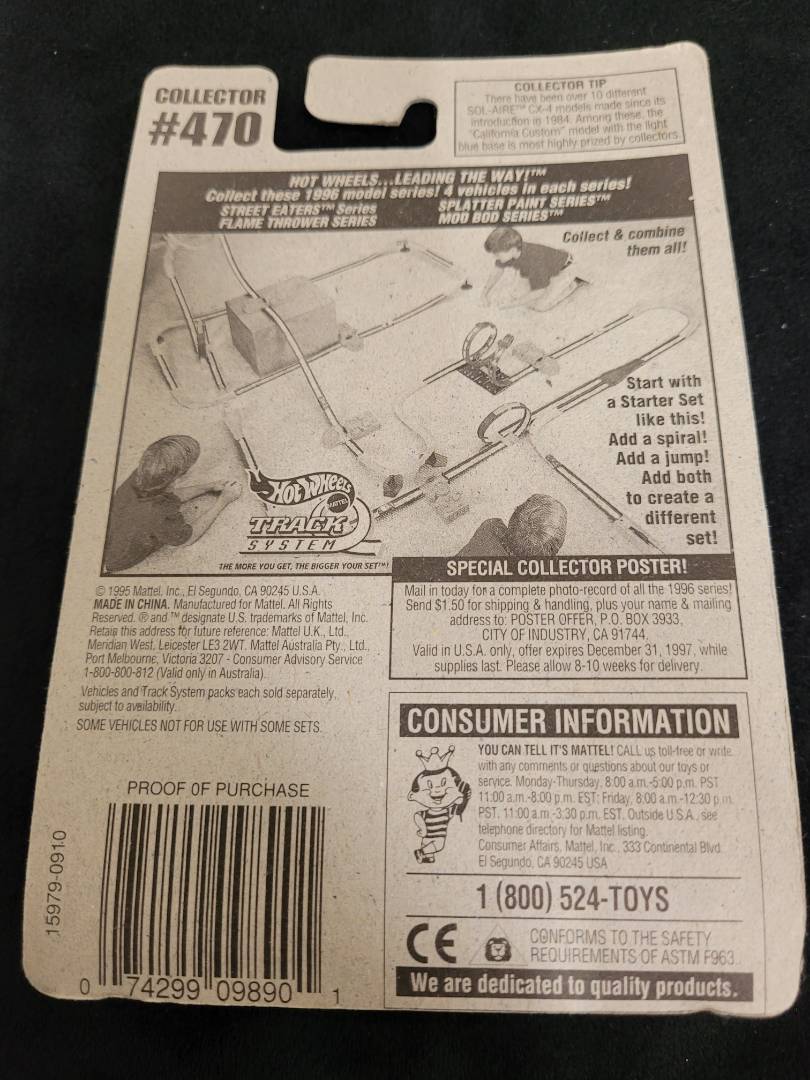 COLLECTOR
#470
COLLECTOR TIP
There have been over 10 different
SOL-AIRE™ CX-4 models made since its
introduction in 1984. Among these, the
"California Custom" model with the light
blue base is most highly prized by collectors.
HOT WHEELS...LEADING THE WAY!™
Collect these 1996 model series! 4 vehicles in each series!
STREET EATERS™ Series SPLATTER PAINT SERIES™
FLAME THROWER SERIES MOD BOD SERIES™
Collect & combine
them all!
Start with
a Starter Set
like this!
Add a spiral!
Add a jump!
Add both
to create a
different
set!
HOT WHEELS
MATTEL
TRACK
SYSTEM
THE MORE YOU GET, THE BIGGER YOUR SET™!
SPECIAL COLLECTOR POSTER!
Mail in today for a complete photo-record of all the 1996 series!
Send $1.50 for shipping & handling, plus your name & mailing
address to: POSTER OFFER, P.O. BOX 3933,
CITY OF INDUSTRY, CA 91744.
Valid in U.S.A. only, offer expires December 31, 1997, while
supplies last. Please allow 8-10 weeks for delivery.
© 1995 Mattel, Inc., El Segundo, CA 90245 U.S.A.
MADE IN CHINA. Manufactured for Mattel. All Rights
Reserved. ® and ™ designate U.S. trademarks of Mattel, Inc.
Retain this address for future reference: Mattel U.K., Ltd.,
Meridian West, Leicester LE3 2WT. Mattel Australia Pty., Ltd.,
Port Melbourne, Victoria 3207 - Consumer Advisory Service
1-800-800-812 (Valid only in Australia).
Vehicles and Track System packs each sold separately,
subject to availability.
SOME VEHICLES NOT FOR USE WITH SOME SETS.
CONSUMER INFORMATION
YOU CAN TELL IT'S MATTEL! CALL us toll-free or write
with any comments or questions about our toys or
service. Monday-Thursday, 8:00 a.m.-5:00 p.m. PST
11:00 a.m.-8:00 p.m. EST; Friday, 8:00 a.m.-12:30 p.m.
PST, 11:00 a.m.-3:30 p.m. EST. Outside U.S.A., see
telephone directory for Mattel listing.
Consumer Affairs, Mattel, Inc., 333 Continental Blvd.
El Segundo, CA 90245 USA
1 (800) 524-TOYS
CE
CONFORMS TO THE SAFETY
REQUIREMENTS OF ASTM F963.
We are dedicated to quality products.
PROOF OF PURCHASE
15979-0910
0 74299 09890 1